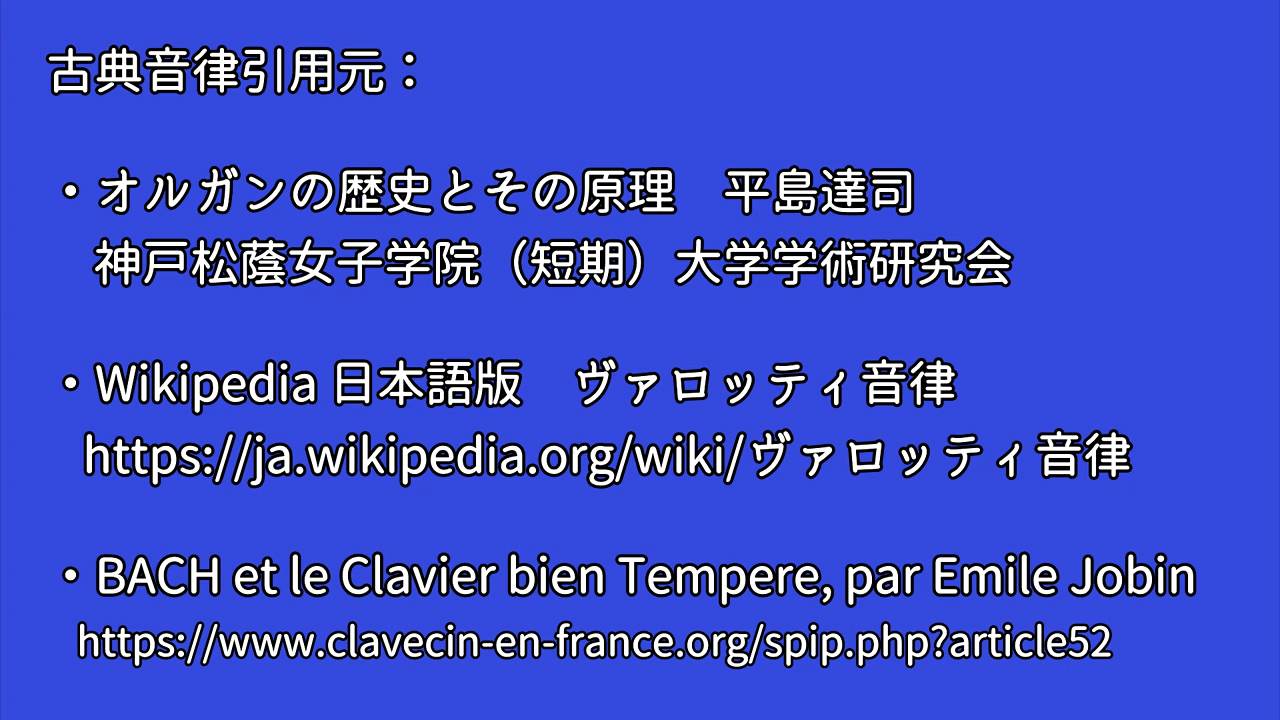 古典音律引用元：
・オルガンの歴史とその原理　平島達司
神戸松蔭女子学院（短期）大学学術研究会
・Wikipedia 日本語版　ヴァロッティ音律
https://ja.wikipedia.org/wiki/ヴァロッティ音律
・BACH et le Clavier bien Tempere, par Emile Jobin
https://www.clavecin-en-france.org/spip.php?article52